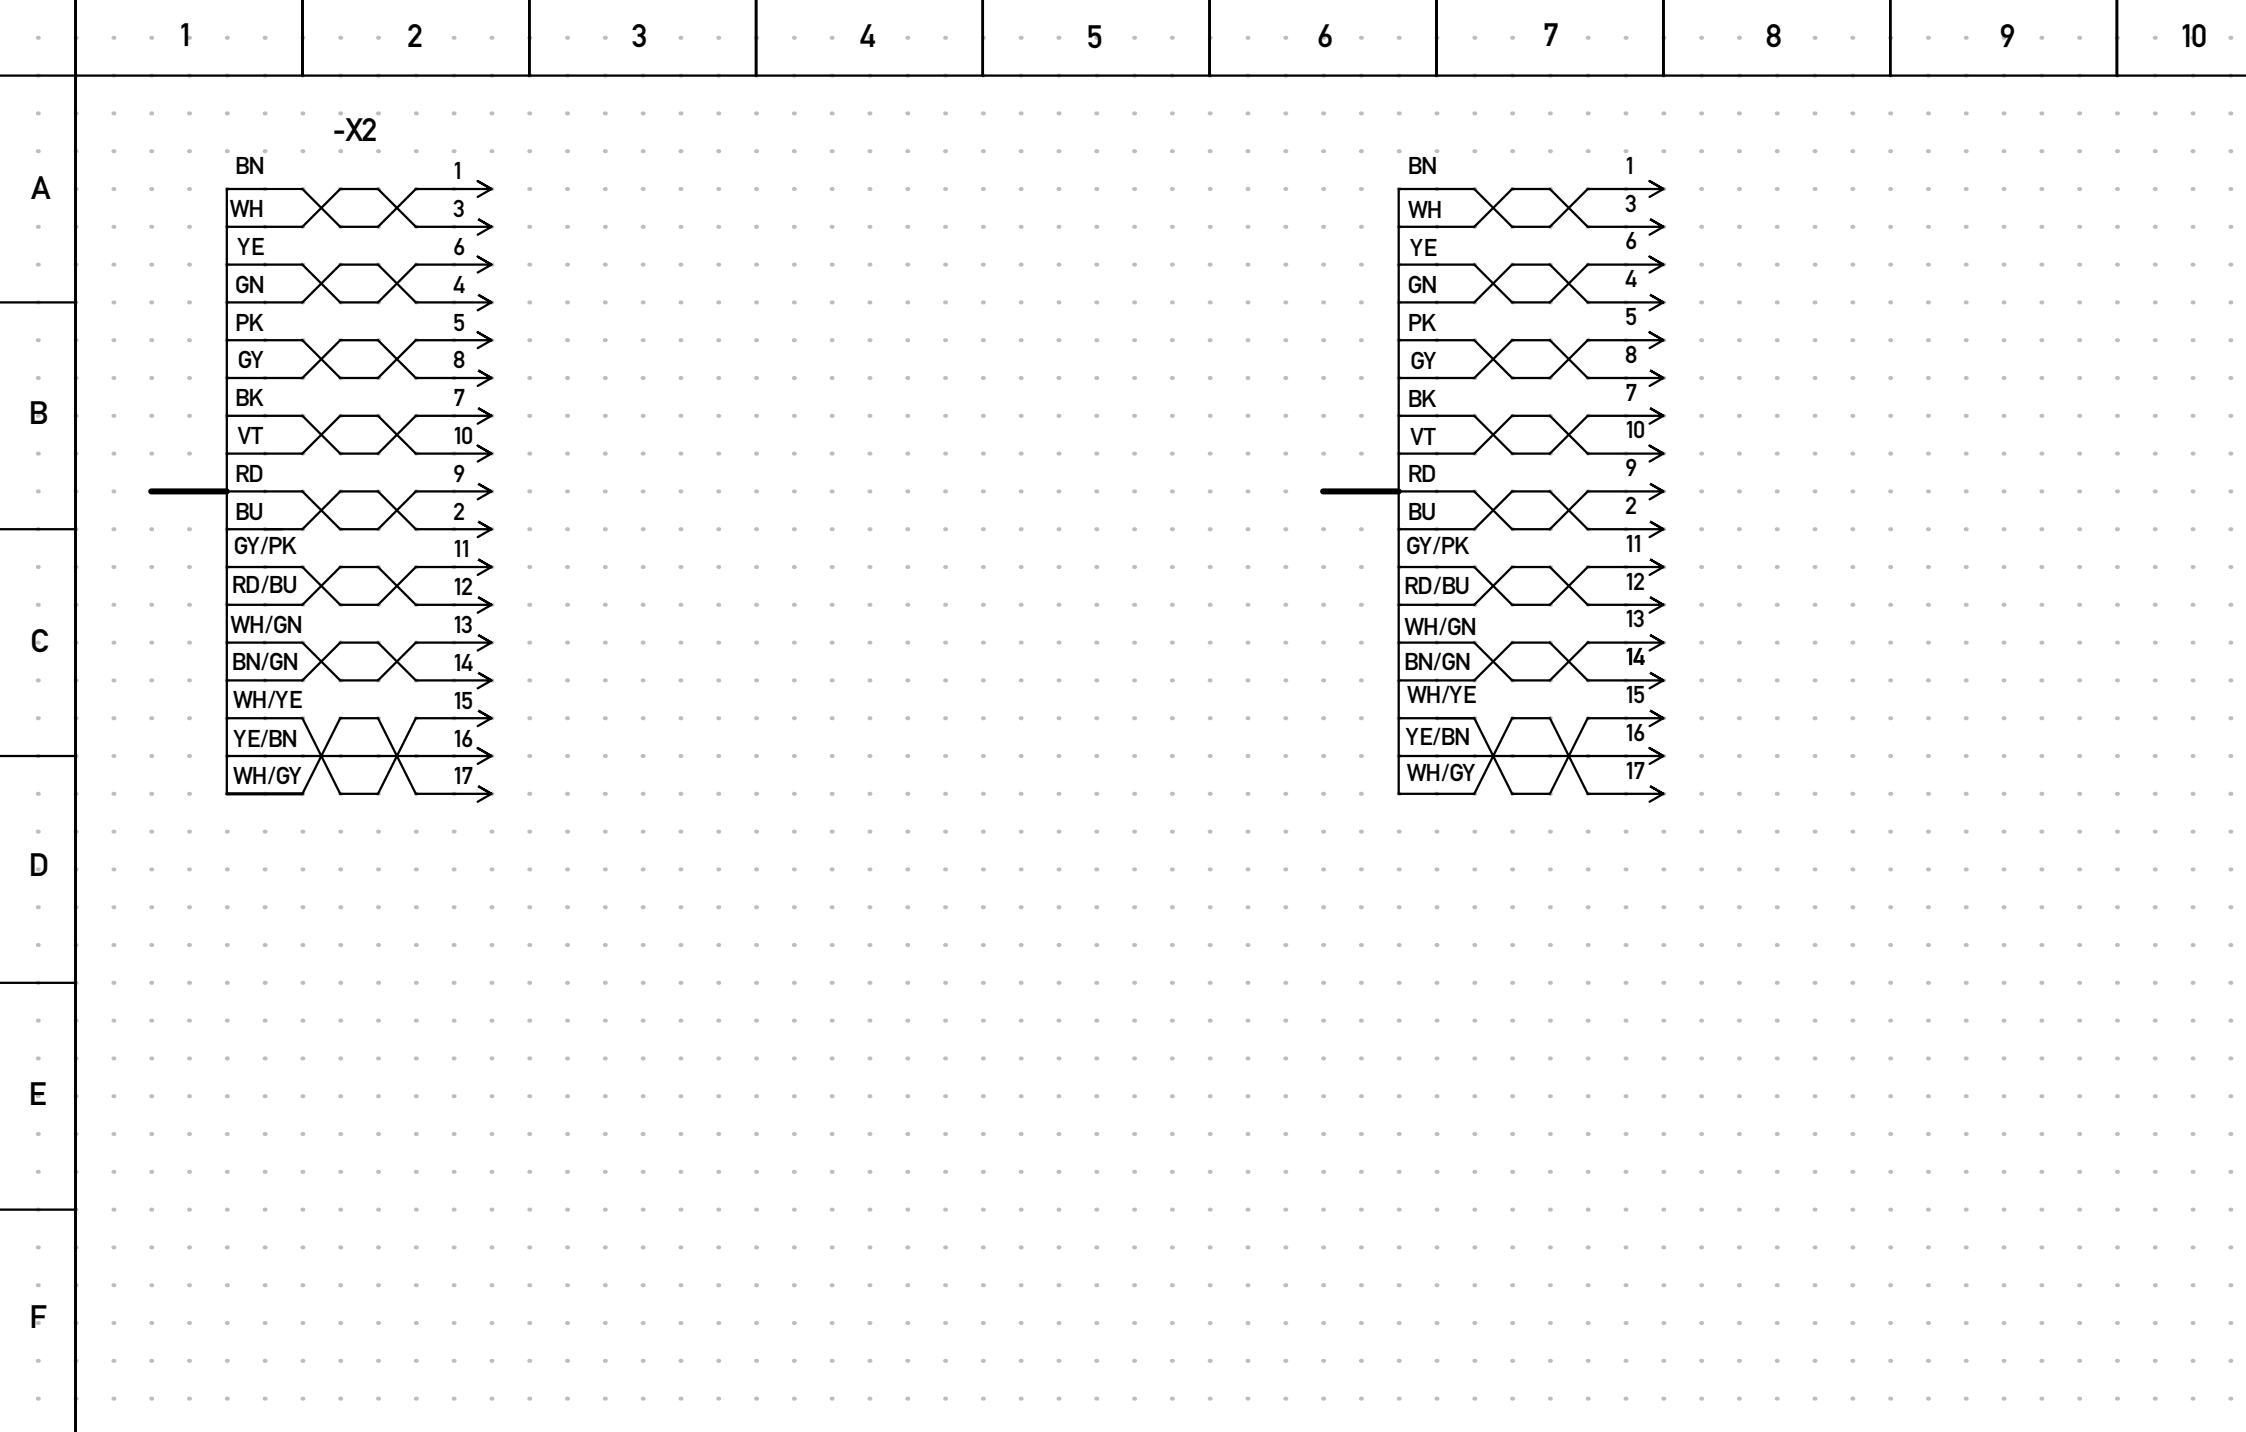 1 2 3 4 5 6 7 8 9 10
-X2
A
BN 1
WH 3
YE 6
GN 4
PK 5
GY 8
BK 7
VT 10
RD 9
BU 2
GY/PK 11
RD/BU 12
WH/GN 13
BN/GN 14
WH/YE 15
YE/BN 16
WH/GY 17
BN 1
WH 3
YE 6
GN 4
PK 5
GY 8
BK 7
VT 10
RD 9
BU 2
GY/PK 11
RD/BU 12
WH/GN 13
BN/GN 14
WH/YE 15
YE/BN 16
WH/GY 17
B
C
D
E
F